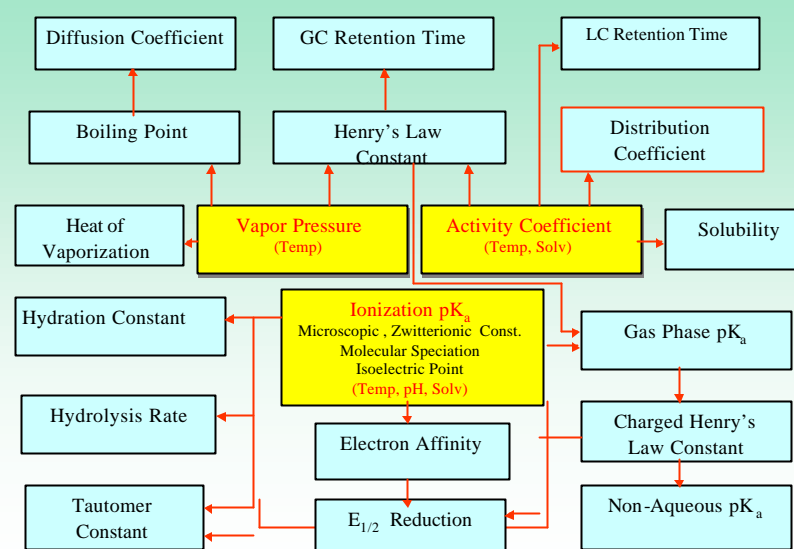 Diffusion Coefficient
GC Retention Time
LC Retention Time
Boiling Point
Henry's Law
Constant
Distribution
Coefficient
Heat of
Vaporization
Vapor Pressure
(Temp)
Activity Coefficient
(Temp, Solv)
Solubility
Hydration Constant
Ionization pKa
Microscopic , Zwitterionic Const.
Molecular Speciation
Isoelectric Point
(Temp, pH, Solv)
Gas Phase pKa
Hydrolysis Rate
Electron Affinity
Charged Henry's
Law Constant
Tautomer
Constant
E1/2 Reduction
Non-Aqueous pKa